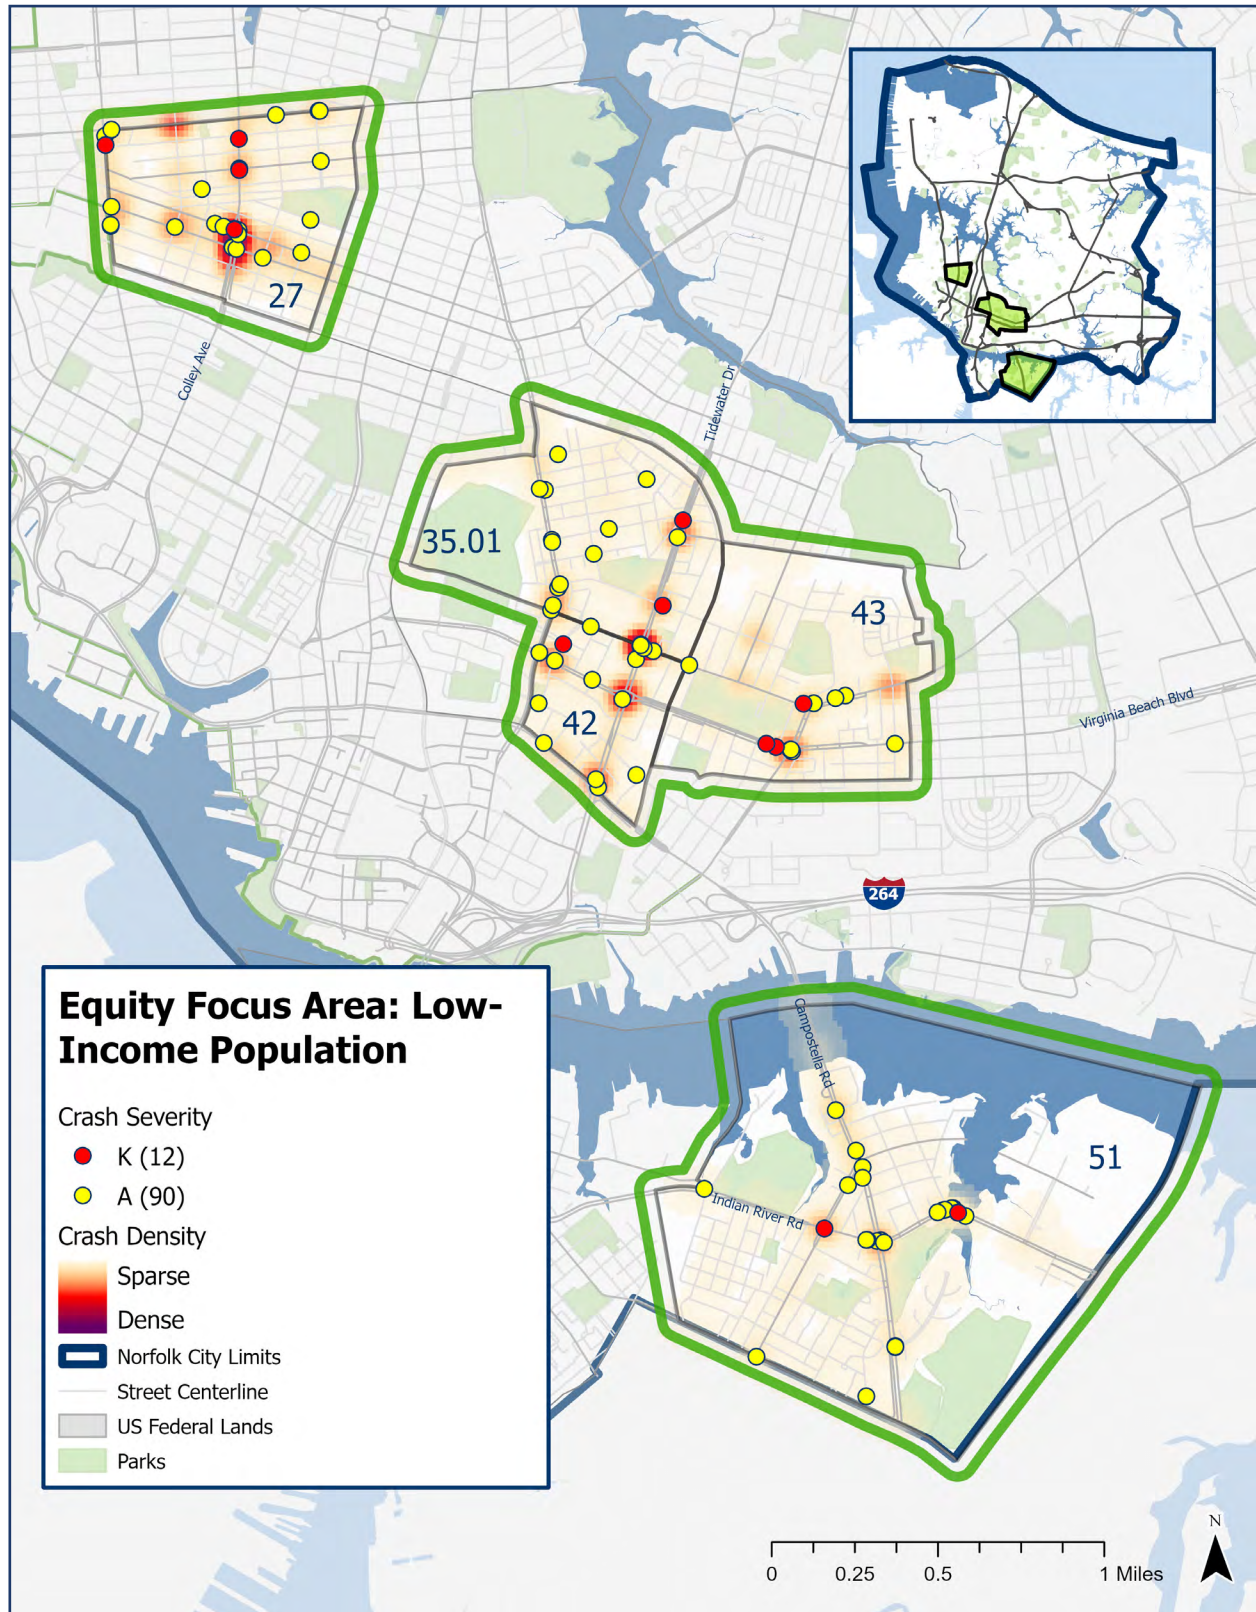 27
Colley Ave
Tidewater Dr
35.01
43
42
Virginia Beach Blvd
264
Campostella Rd
51
Indian River Rd
Equity Focus Area: Low-
Income Population
Crash Severity
K (12)
A (90)
Crash Density
Sparse
Dense
Norfolk City Limits
Street Centerline
US Federal Lands
Parks
N
0 0.25 0.5 1 Miles